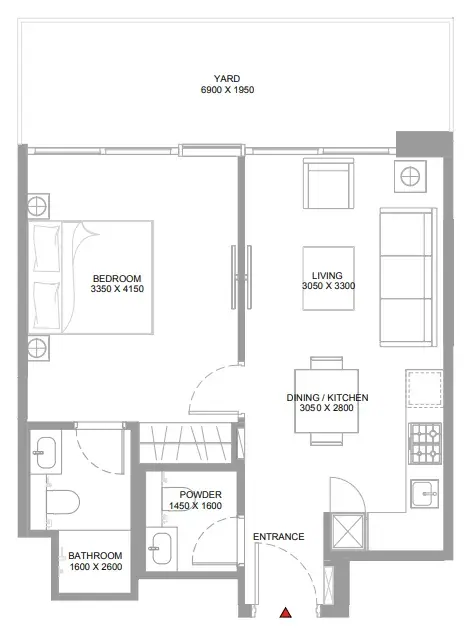 YARD
6900 X 1950
BEDROOM
3350 X 4150
LIVING
3050 X 3300
DINING / KITCHEN
3050 X 2800
POWDER
1450 X 1600
ENTRANCE
BATHROOM
1600 X 2600